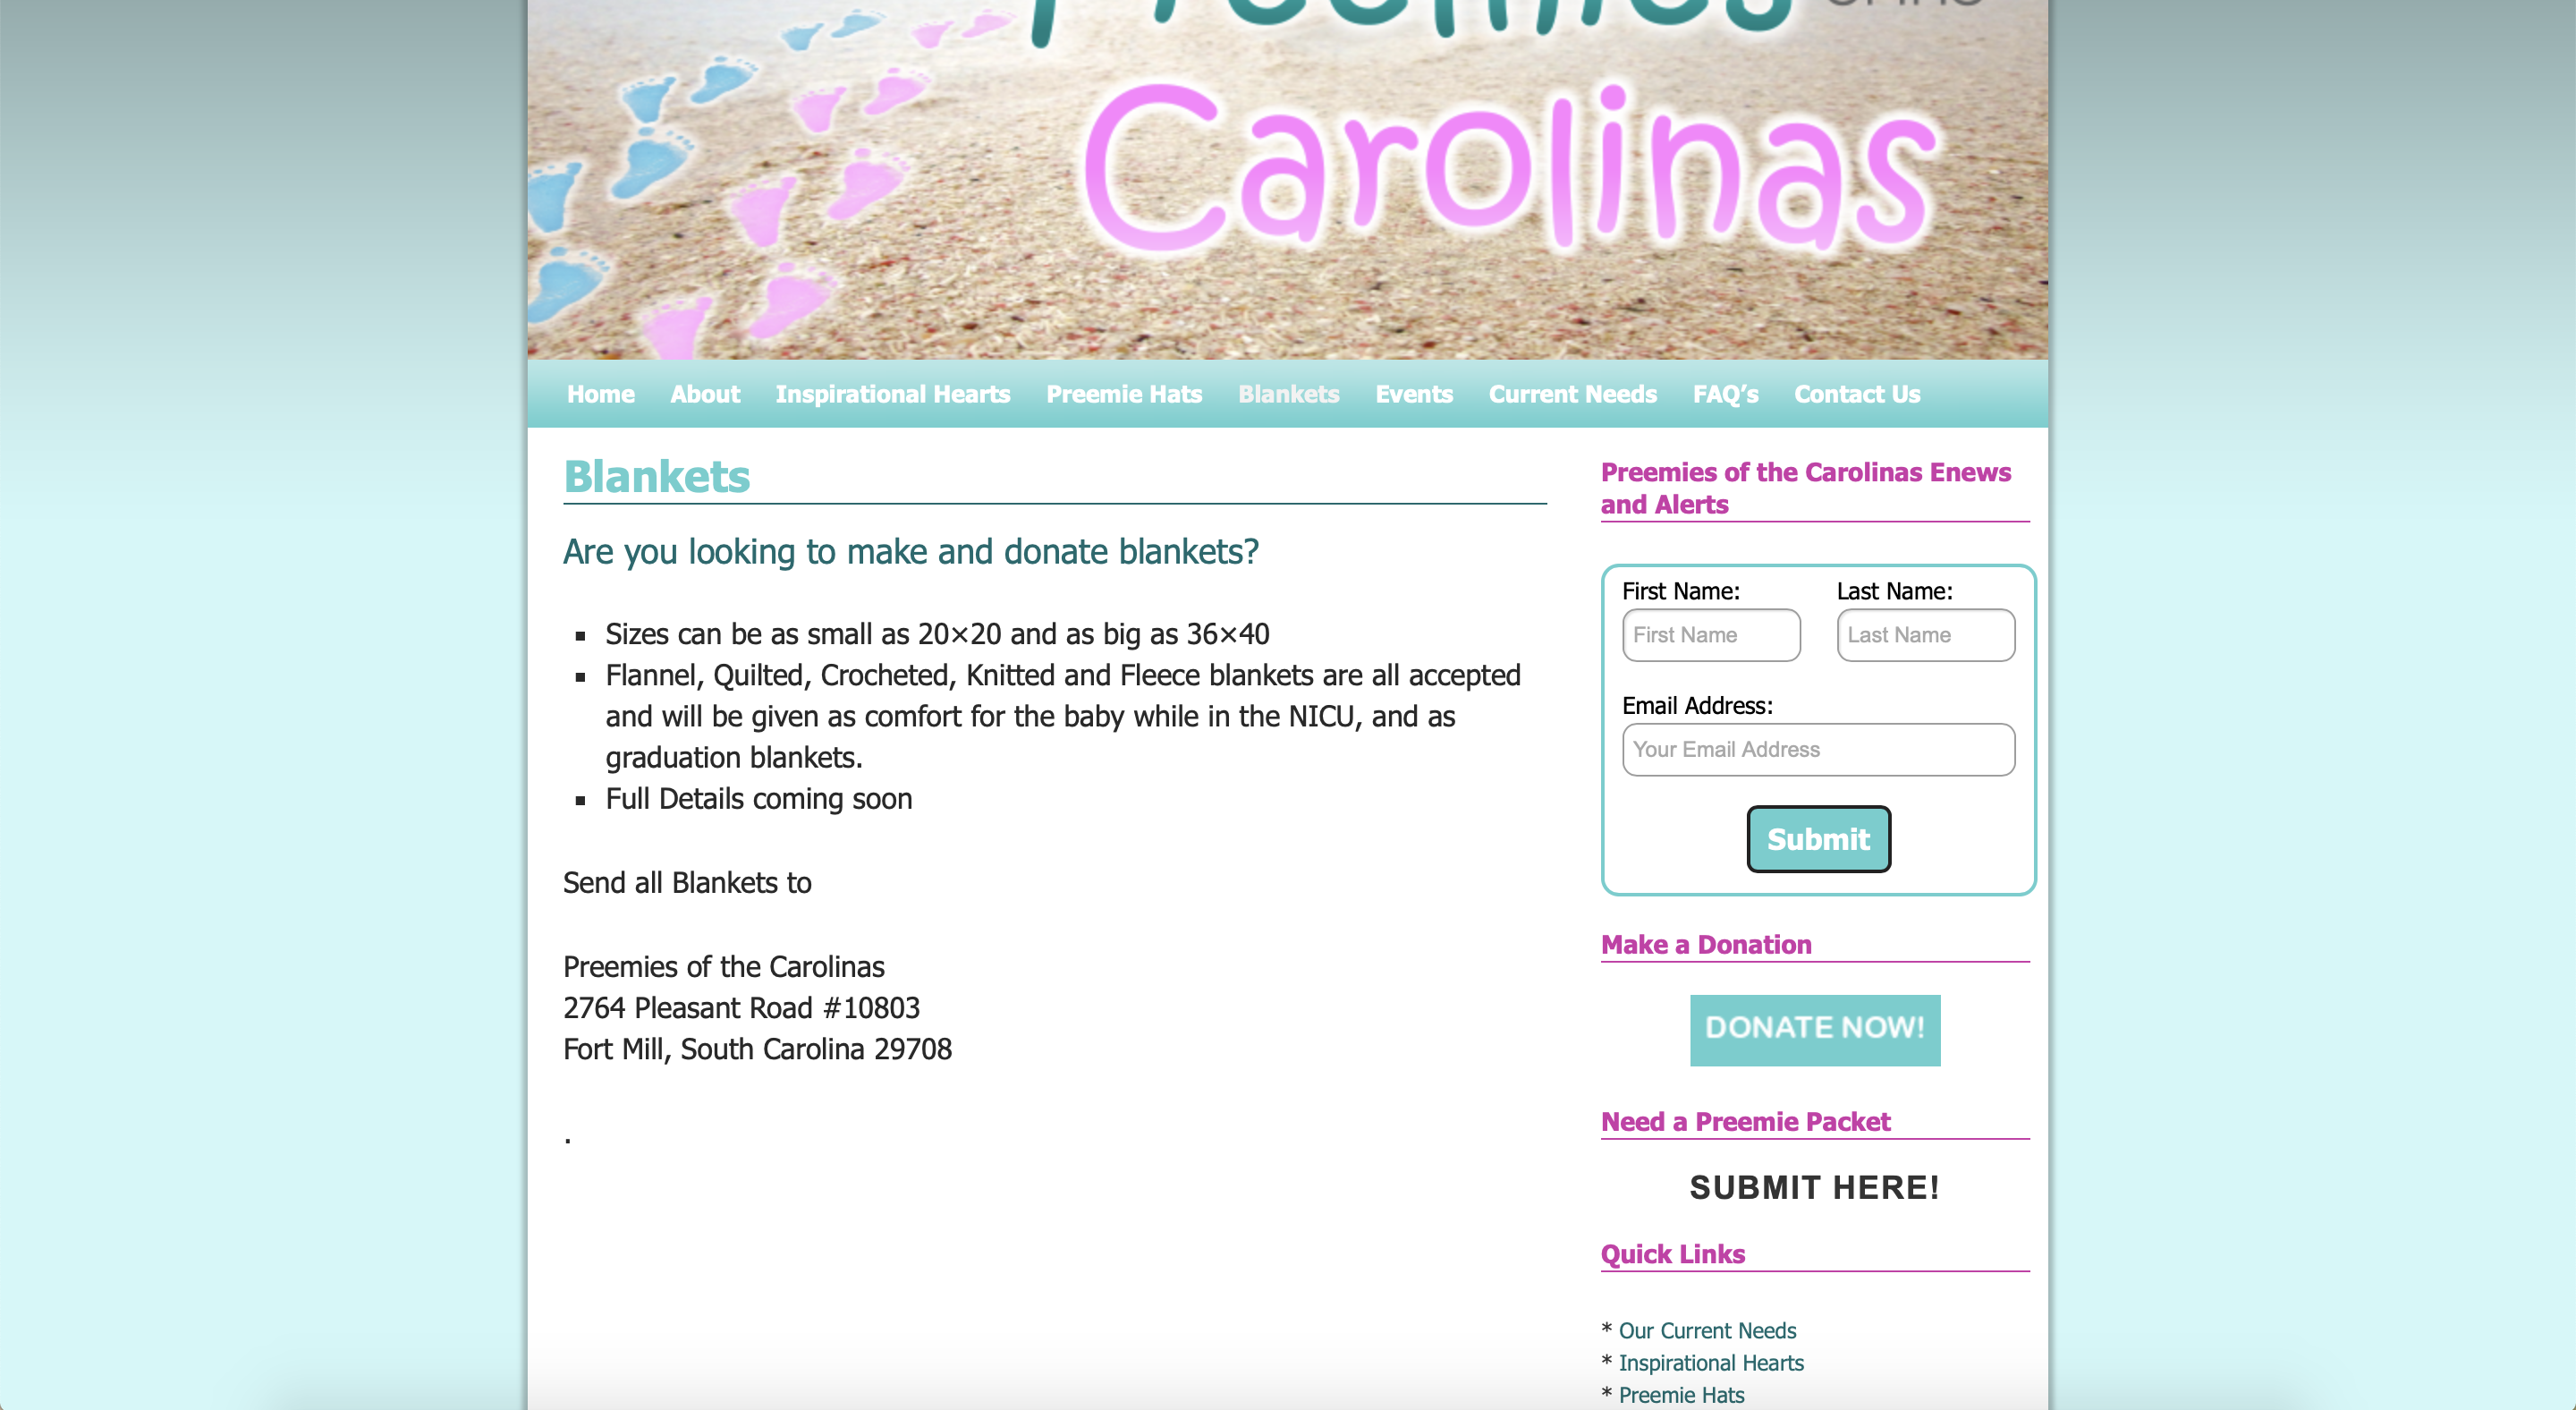 Preemies
Carolinas
Home About Inspirational Hearts Preemie Hats Blankets Events Current Needs FAQ’s Contact Us
Blankets
Are you looking to make and donate blankets?
▪ Sizes can be as small as 20×20 and as big as 36×40
▪ Flannel, Quilted, Crocheted, Knitted and Fleece blankets are all accepted
and will be given as comfort for the baby while in the NICU, and as
graduation blankets.
▪ Full Details coming soon
Send all Blankets to
Preemies of the Carolinas
2764 Pleasant Road #10803
Fort Mill, South Carolina 29708
.
Preemies of the Carolinas Enews
and Alerts
First Name: Last Name:
First Name Last Name
Email Address:
Your Email Address
Submit
Make a Donation
DONATE NOW!
Need a Preemie Packet
SUBMIT HERE!
Quick Links
* Our Current Needs
* Inspirational Hearts
* Preemie Hats